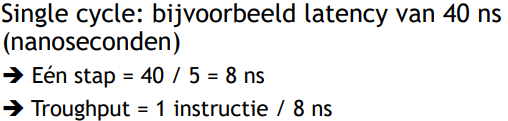 Single cycle: bijvoorbeeld latency van 40 ns
(nanoseconden)
➔ Eén stap = 40 / 5 = 8 ns
➔ Troughput = 1 instructie / 8 ns